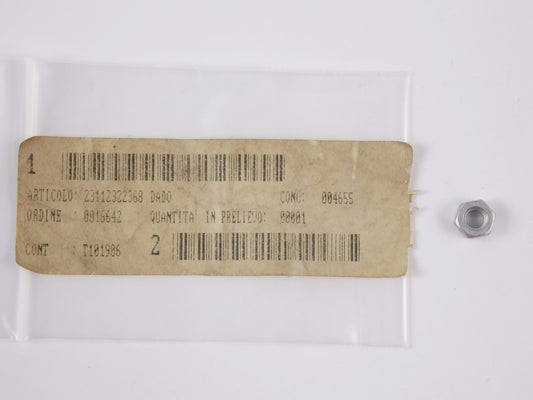 1
ARTICOLO: 23112322368 DADO CONC: 004655
ORDINE : 0016642 QUANTITA' IN PRELIEVO: 00001
CONT : T101906 2